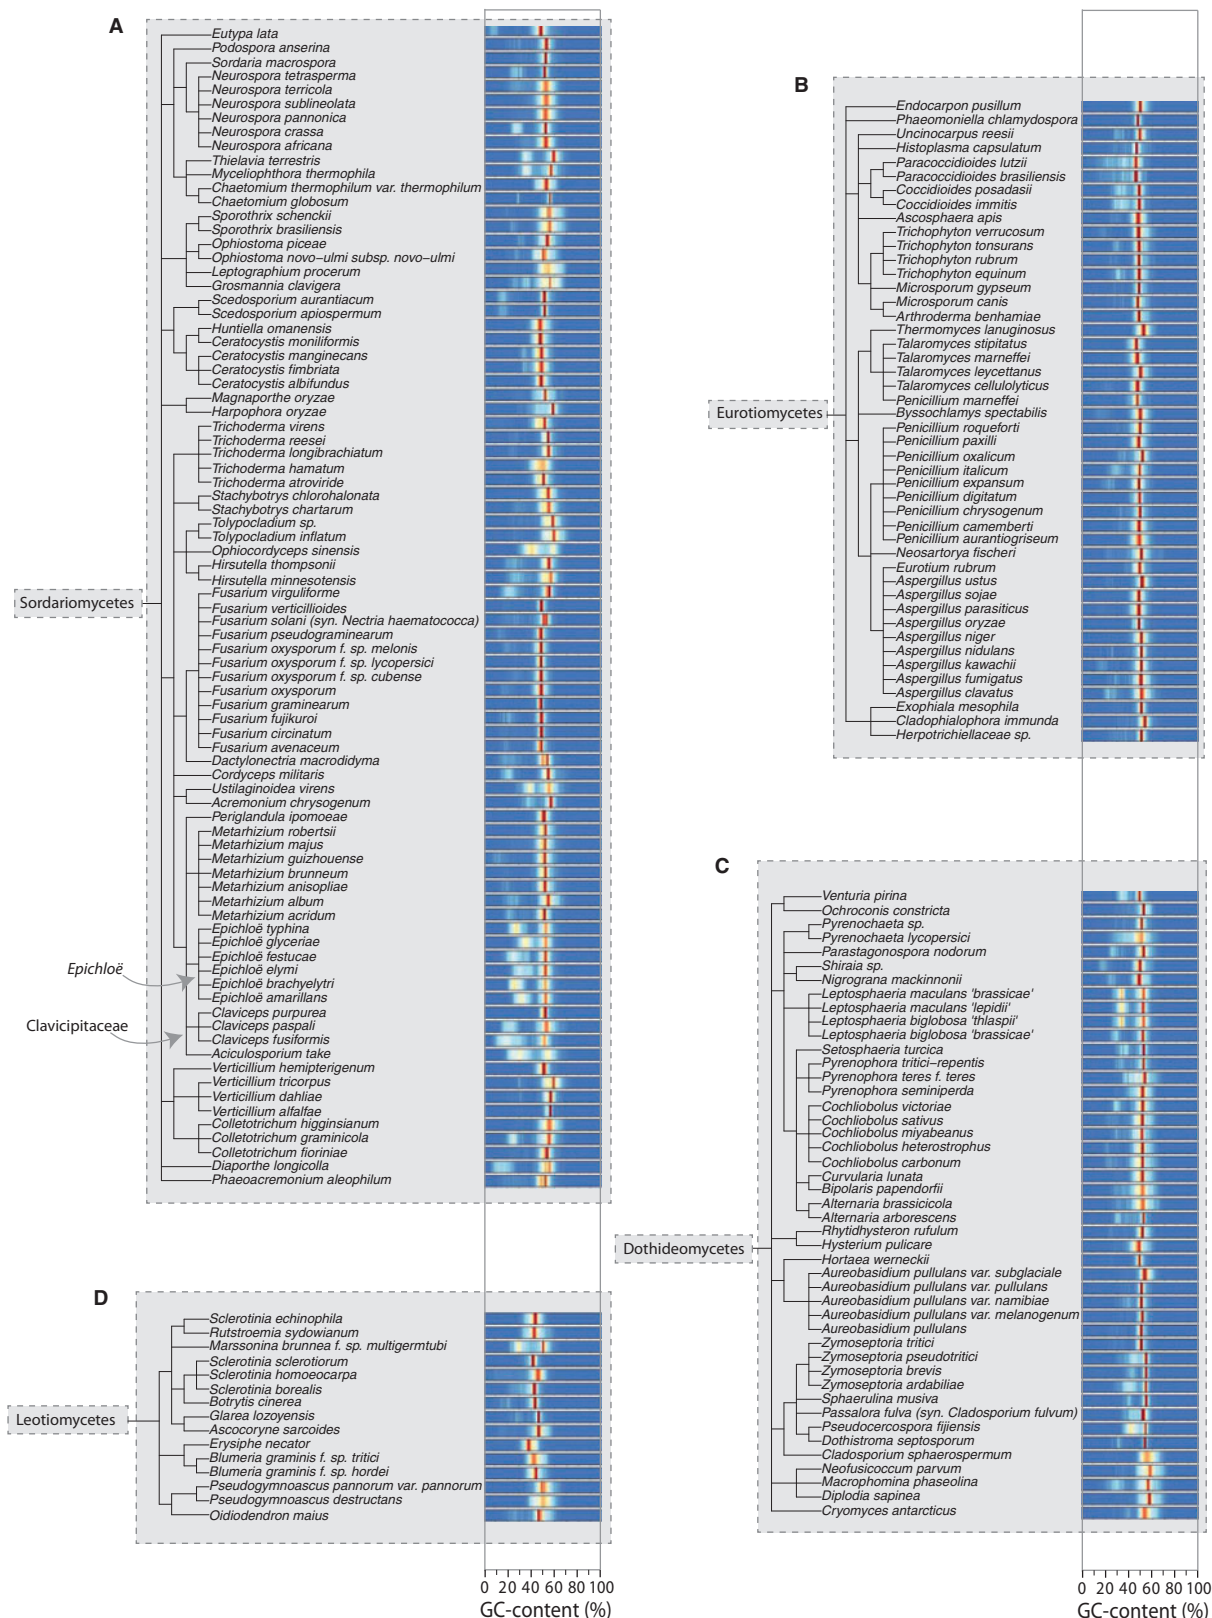 A
Eutypa lata
Podospora anserina
Sordaria macrospora
Neurospora tetrasperma
Neurospora terricola
Neurospora sublineolata
Neurospora pannonica
Neurospora crassa
Neurospora africana
Thielavia terrestris
Myceliophthora thermophila
Chaetomium thermophilum var. thermophilum
Chaetomium globosum
Sporothrix schenckii
Sporothrix brasiliensis
Ophiostoma piceae
Ophiostoma novo−ulmi subsp. novo−ulmi
Leptographium procerum
Grosmannia clavigera
Scedosporium aurantiacum
Scedosporium apiospermum
Huntiella omanensis
Ceratocystis moniliformis
Ceratocystis manginecans
Ceratocystis fimbriata
Ceratocystis albifundus
Magnaporthe oryzae
Harpophora oryzae
Trichoderma virens
Trichoderma reesei
Trichoderma longibrachiatum
Trichoderma hamatum
Trichoderma atroviride
Stachybotrys chlorohalonata
Stachybotrys chartarum
Tolypocladium sp.
Tolypocladium inflatum
Ophiocordyceps sinensis
Hirsutella thompsonii
Hirsutella minnesotensis
Fusarium virguliforme
Fusarium verticillioides
Fusarium solani (syn. Nectria haematococca)
Fusarium pseudograminearum
Fusarium oxysporum f. sp. melonis
Fusarium oxysporum f. sp. lycopersici
Fusarium oxysporum f. sp. cubense
Fusarium oxysporum
Fusarium graminearum
Fusarium fujikuroi
Fusarium circinatum
Fusarium avenaceum
Dactylonectria macrodidyma
Cordyceps militaris
Ustilaginoidea virens
Acremonium chrysogenum
Periglandula ipomoeae
Metarhizium robertsii
Metarhizium majus
Metarhizium guizhouense
Metarhizium brunneum
Metarhizium anisopliae
Metarhizium album
Metarhizium acridum
Epichloë typhina
Epichloë glyceriae
Epichloë festucae
Epichloë elymi
Epichloë brachyelytri
Epichloë amarillans
Claviceps purpurea
Claviceps paspali
Claviceps fusiformis
Aciculosporium take
Verticillium hemipterigenum
Verticillium tricorpus
Verticillium dahliae
Verticillium alfalfae
Colletotrichum higginsianum
Colletotrichum graminicola
Colletotrichum fioriniae
Diaporthe longicolla
Phaeoacremonium aleophilum
Sordariomycetes
Epichloë
Clavicipitaceae
D
Sclerotinia echinophila
Rutstroemia sydowianum
Marssonina brunnea f. sp. multigermtubi
Sclerotinia sclerotiorum
Sclerotinia homoeocarpa
Sclerotinia borealis
Botrytis cinerea
Glarea lozoyensis
Ascocoryne sarcoides
Erysiphe necator
Blumeria graminis f. sp. tritici
Blumeria graminis f. sp. hordei
Pseudogymnoascus pannorum var. pannorum
Pseudogymnoascus destructans
Oidiodendron maius
Leotiomycetes
0 20 40 60 80 100
GC-content (%)
B
Endocarpon pusillum
Phaeomoniella chlamydospora
Uncinocarpus reesii
Histoplasma capsulatum
Paracoccidioides lutzii
Paracoccidioides brasiliensis
Coccidioides posadasii
Coccidioides immitis
Ascosphaera apis
Trichophyton verrucosum
Trichophyton tonsurans
Trichophyton rubrum
Trichophyton equinum
Microsporum gypseum
Microsporum canis
Arthroderma benhamiae
Thermomyces lanuginosus
Talaromyces stipitatus
Talaromyces marneffei
Talaromyces leycettanus
Talaromyces cellulolyticus
Penicillium marneffei
Byssochlamys spectabilis
Penicillium roqueforti
Penicillium paxilli
Penicillium oxalicum
Penicillium italicum
Penicillium expansum
Penicillium digitatum
Penicillium chrysogenum
Penicillium camemberti
Penicillium aurantiogriseum
Neosartorya fischeri
Eurotium rubrum
Aspergillus ustus
Aspergillus sojae
Aspergillus parasiticus
Aspergillus oryzae
Aspergillus niger
Aspergillus nidulans
Aspergillus kawachii
Aspergillus fumigatus
Aspergillus clavatus
Exophiala mesophila
Cladophialophora immunda
Herpotrichiellaceae sp.
Eurotiomycetes
C
Venturia pirina
Ochroconis constricta
Pyrenochaeta sp.
Pyrenochaeta lycopersici
Parastagonospora nodorum
Shiraia sp.
Nigrograna mackinnonii
Leptosphaeria maculans 'brassicae'
Leptosphaeria maculans 'lepidii'
Leptosphaeria biglobosa 'thlaspii'
Leptosphaeria biglobosa 'brassicae'
Setosphaeria turcica
Pyrenophora tritici−repentis
Pyrenophora teres f. teres
Pyrenophora seminiperda
Cochliobolus victoriae
Cochliobolus sativus
Cochliobolus miyabeanus
Cochliobolus heterostrophus
Cochliobolus carbonum
Curvularia lunata
Bipolaris papendorfii
Alternaria brassicicola
Alternaria arborescens
Rhytidhysteron rufulum
Hysterium pulicare
Hortaea werneckii
Aureobasidium pullulans var. subglaciale
Aureobasidium pullulans var. pullulans
Aureobasidium pullulans var. namibiae
Aureobasidium pullulans var. melanogenum
Aureobasidium pullulans
Zymoseptoria tritici
Zymoseptoria pseudotritici
Zymoseptoria brevis
Zymoseptoria ardabiliae
Sphaerulina musiva
Passalora fulva (syn. Cladosporium fulvum)
Pseudocercospora fijiensis
Dothistroma septosporum
Cladosporium sphaerospermum
Neofusicoccum parvum
Macrophomina phaseolina
Diplodia sapinea
Cryomyces antarcticus
Dothideomycetes
0 20 40 60 80 100
GC-content (%)